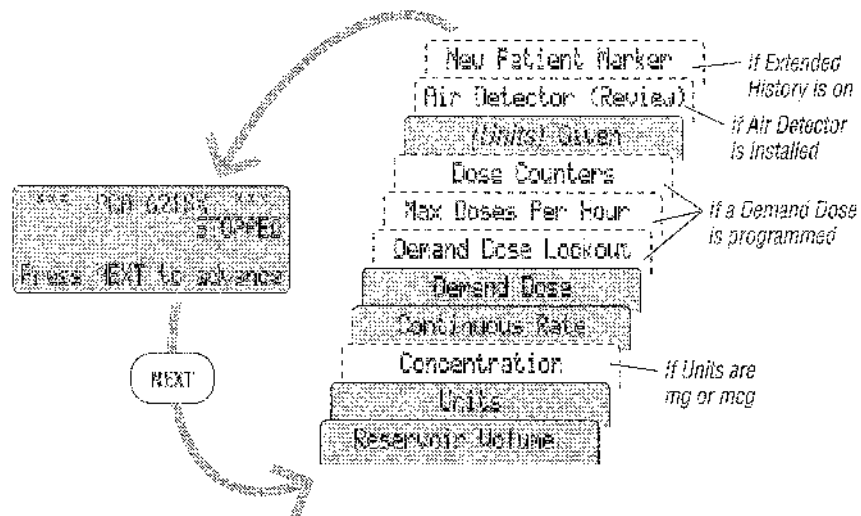 New Patient Marker
If Extended
History is on
Air Detector (Review)
If Air Detector
is Installed
(Units) Given
Dose Counters
Max Doses Per Hour
If a Demand Dose
is programmed
Demand Dose Lockout
Demand Dose
Continuous Rate
Concentration
If Units are
mg or mcg
Units
Reservoir Volume
*** PCA ***
STOPPED
Press NEXT to advance
NEXT